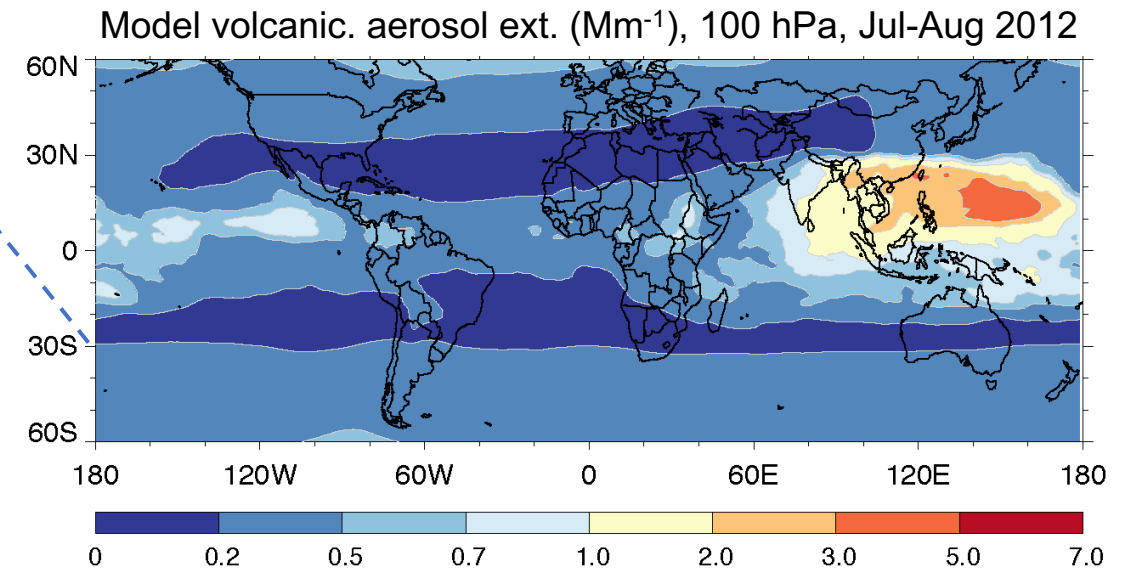 Model volcanic. aerosol ext. (Mm-1), 100 hPa, Jul-Aug 2012
60N
30N
0
30S
60S
180 120W 60W 0 60E 120E 180
0 0.2 0.5 0.7 1.0 2.0 3.0 5.0 7.0